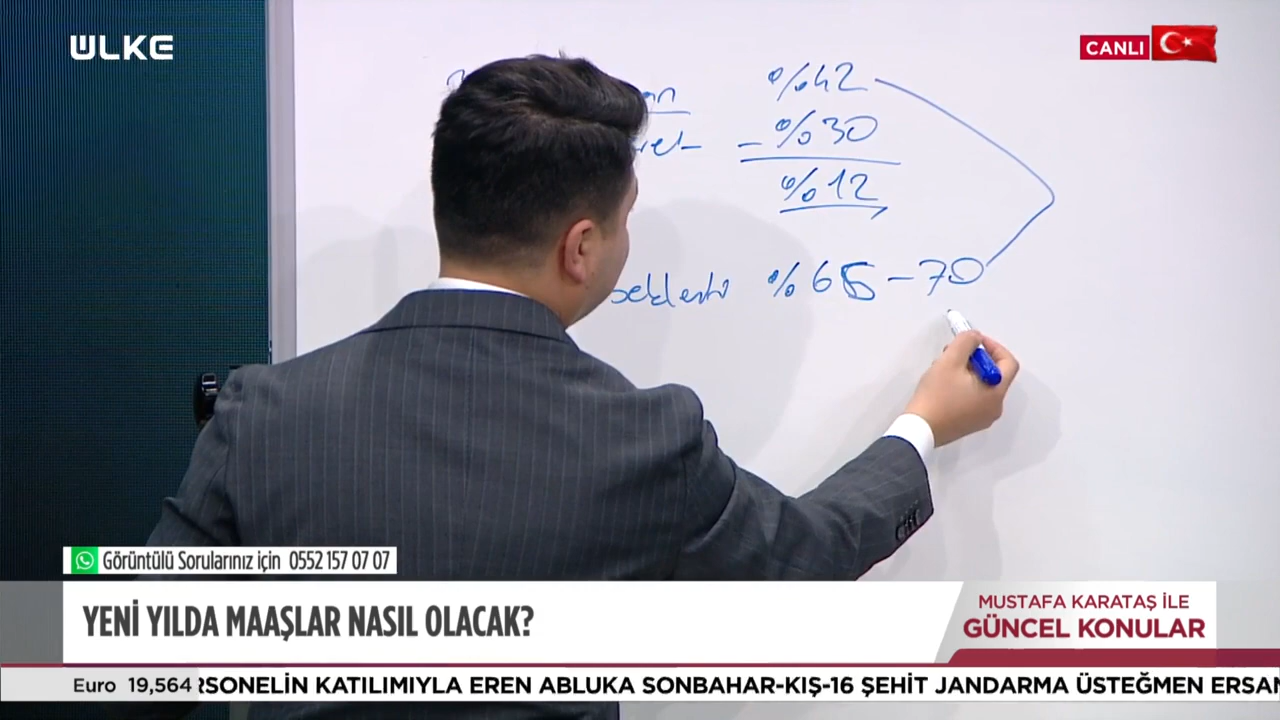 ÜLKE
CANLI
%42
- %30
%12
%65-70
Görüntülü Sorularınız için 0552 157 07 07
YENİ YILDA MAAŞLAR NASIL OLACAK?
MUSTAFA KARATAŞ İLE
GÜNCEL KONULAR
Euro 19,564 RSONELİN KATILIMIYLA EREN ABLUKA SONBAHAR-KIŞ-16 ŞEHİT JANDARMA ÜSTEĞMEN ERSAN